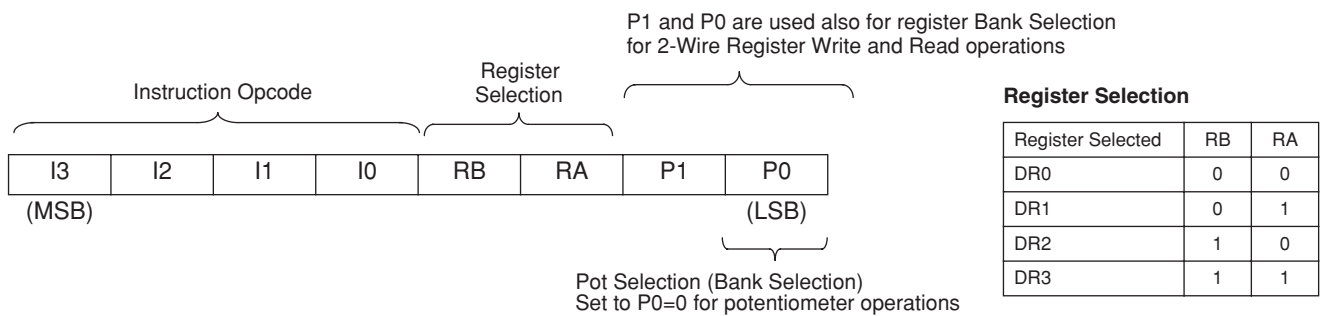 P1 and P0 are used also for register Bank Selection
for 2-Wire Register Write and Read operations
Instruction Opcode
Register
Selection
I3 I2 I1 I0 RB RA P1 P0
(MSB) (LSB)
Pot Selection (Bank Selection)
Set to P0=0 for potentiometer operations
Register Selection
Register Selected RB RA
DR0 0 0
DR1 0 1
DR2 1 0
DR3 1 1